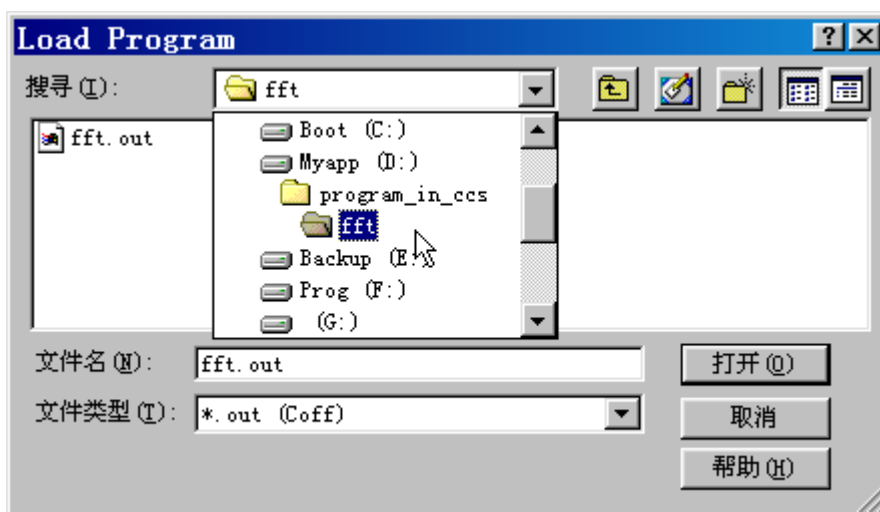 Load Program
搜寻(I):
fft
fft.out
Boot (C:)
Myapp (D:)
program_in_ccs
fft
Backup (E:)
Prog (F:)
(G:)
文件名(N):
fft.out
打开(O)
文件类型(T):
*.out (Coff)
取消
帮助(H)